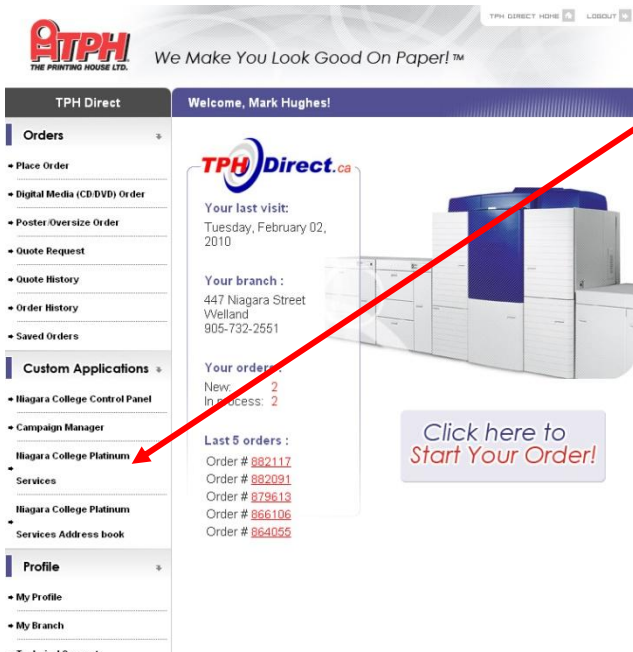 TPH DIRECT HOME
LOGOUT
TPH
THE PRINTING HOUSE LTD.
We Make You Look Good On Paper! ™
TPH Direct
Welcome, Mark Hughes!
Orders
Place Order
Digital Media (CD/DVD) Order
Poster/Oversize Order
Quote Request
Quote History
Order History
Saved Orders
Custom Applications
Niagara College Control Panel
Campaign Manager
Niagara College Platinum
Services
Niagara College Platinum
Services Address book
Profile
My Profile
My Branch
TPH Direct.ca
Your last visit:
Tuesday, February 02,
2010
Your branch :
447 Niagara Street
Welland
905-732-2551
Your orders :
New: 2
In process: 2
Last 5 orders :
Order # 882117
Order # 882091
Order # 879613
Order # 866106
Order # 864055
Click here to
Start Your Order!